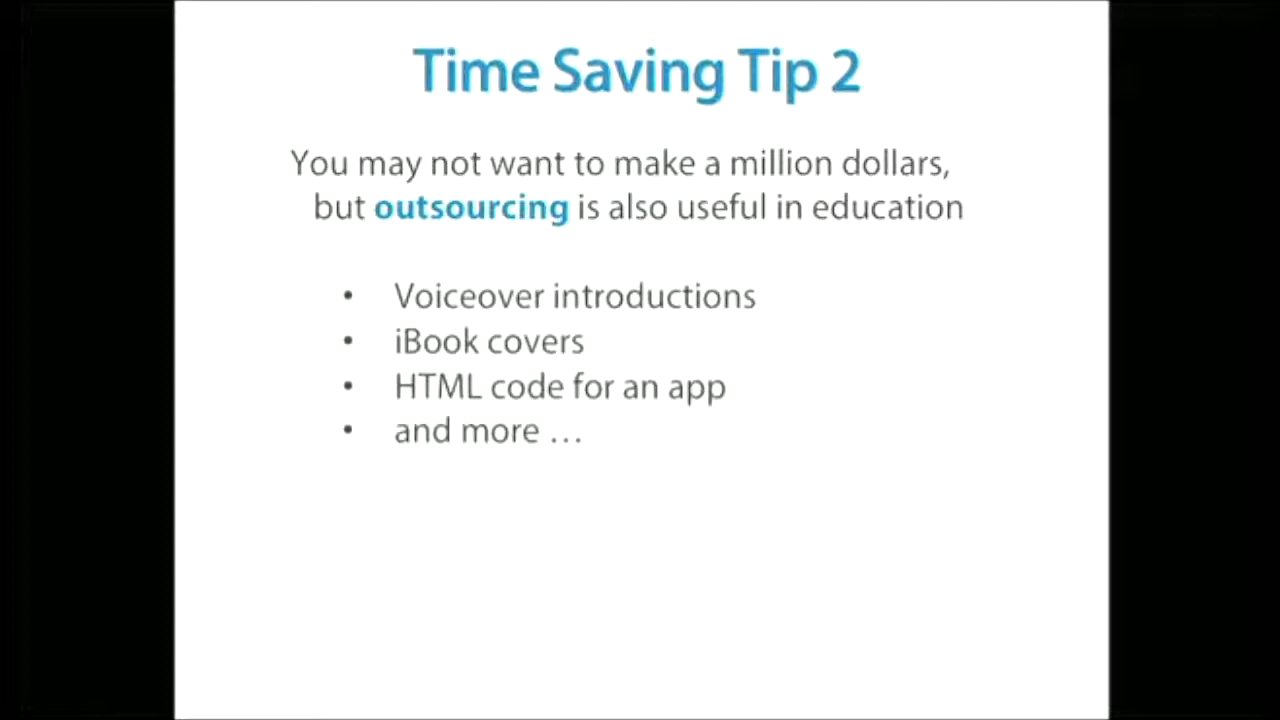 Time Saving Tip 2
You may not want to make a million dollars,
but outsourcing is also useful in education
• Voiceover introductions
• iBook covers
• HTML code for an app
• and more …